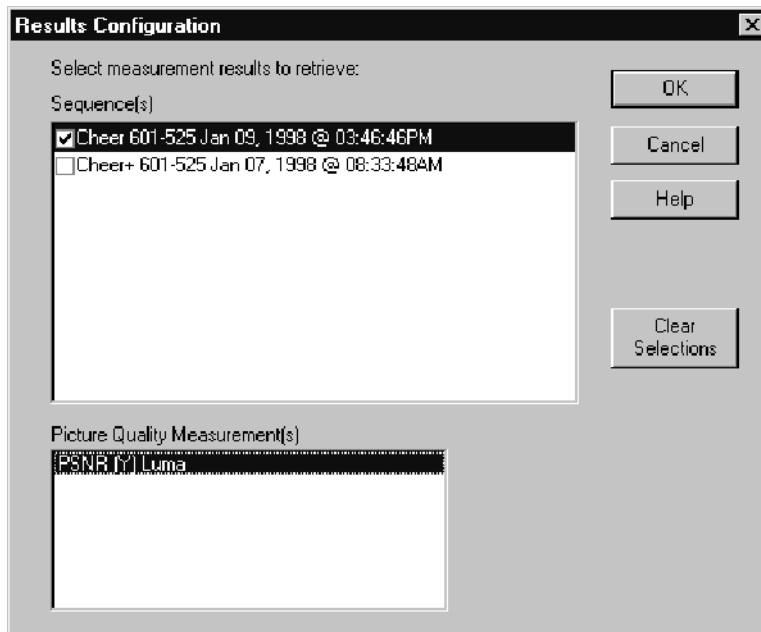 Results Configuration
Select measurement results to retrieve:
Sequence(s)
Cheer 601-525 Jan 09, 1998 @ 03:46:46PM
Cheer+ 601-525 Jan 07, 1998 @ 08:33:48AM
OK
Cancel
Help
Clear
Selections
Picture Quality Measurement(s)
PSNR (Y) Luma